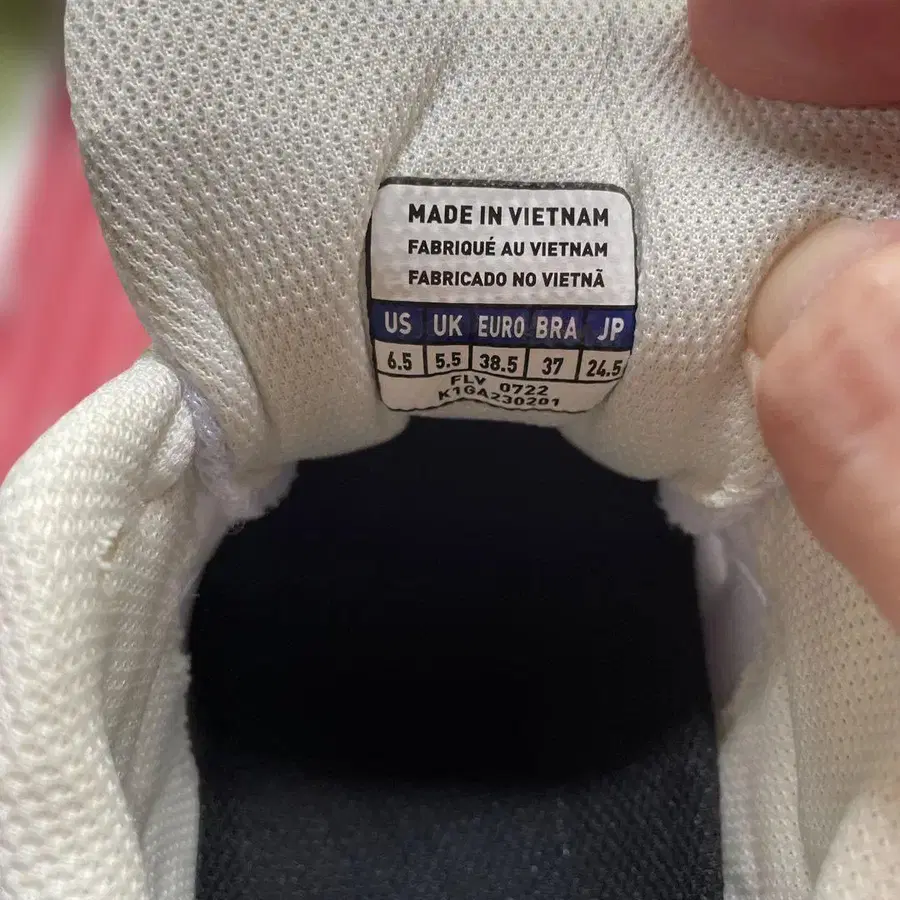 MADE IN VIETNAM
FABRIQUÉ AU VIETNAM
FABRICADO NO VIETNÃ
US UK EURO BRA JP
6.5 5.5 38.5 37 24.5
FLV 0722
K1GA230201